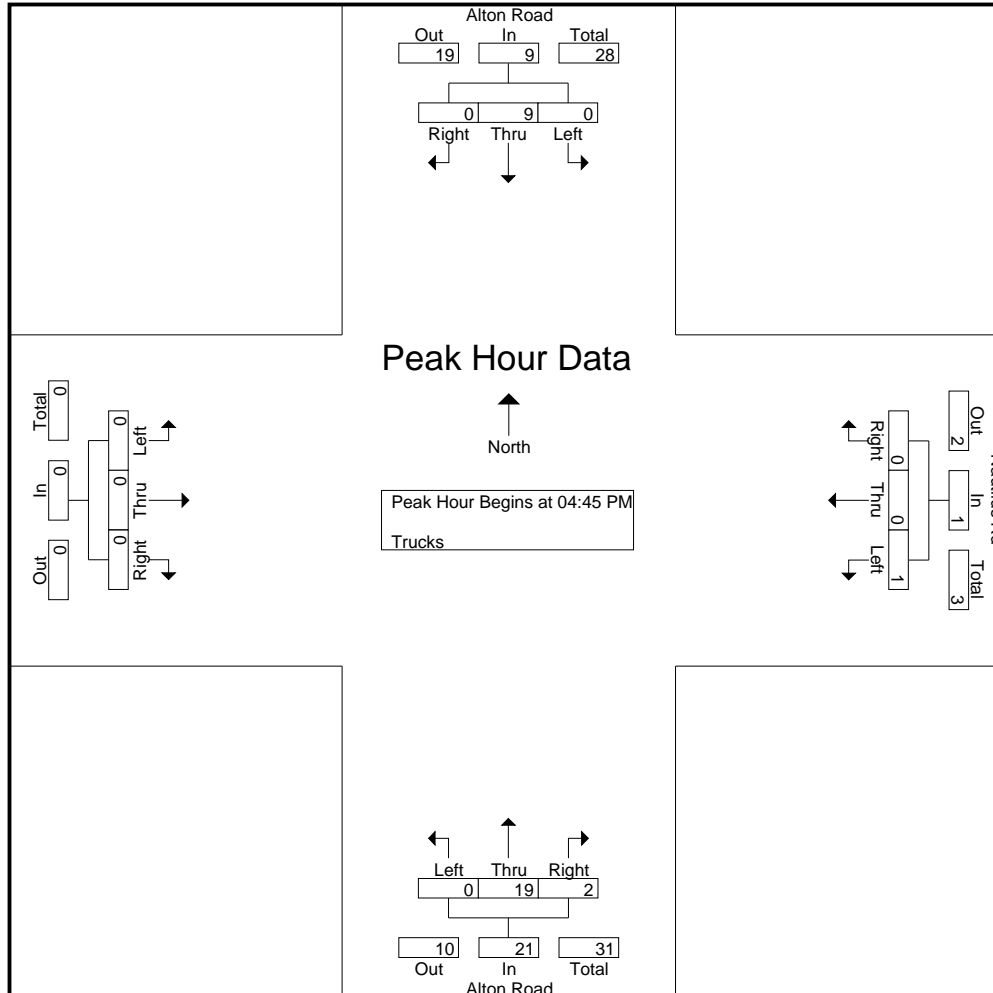 Alton Road
Out In Total
19 9 28
0 9 0
Right Thru Left
Peak Hour Data
North
Peak Hour Begins at 04:45 PM
Trucks
Total In Out
0 0 0
0 0 0
Left Thru Right
Right Thru Left
0 0 1
Out In Total
2 1 3
Left Thru Right
0 19 2
10 21 31
Out In Total
Alton Road